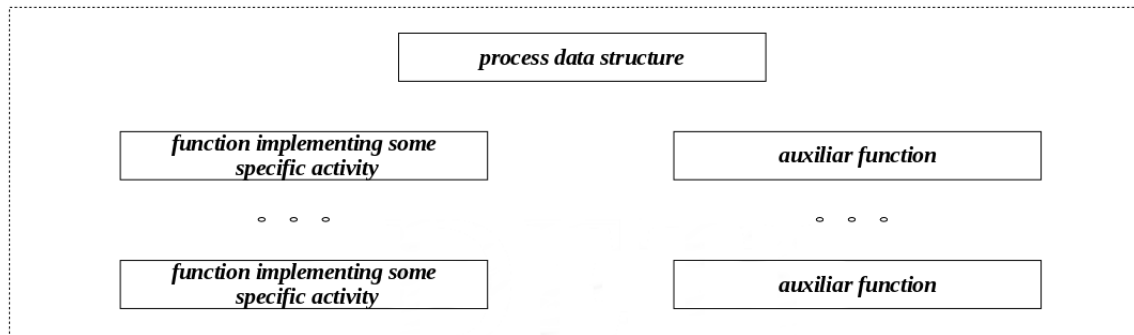 process data structure
function implementing some
specific activity
auxiliar function
function implementing some
specific activity
auxiliar function